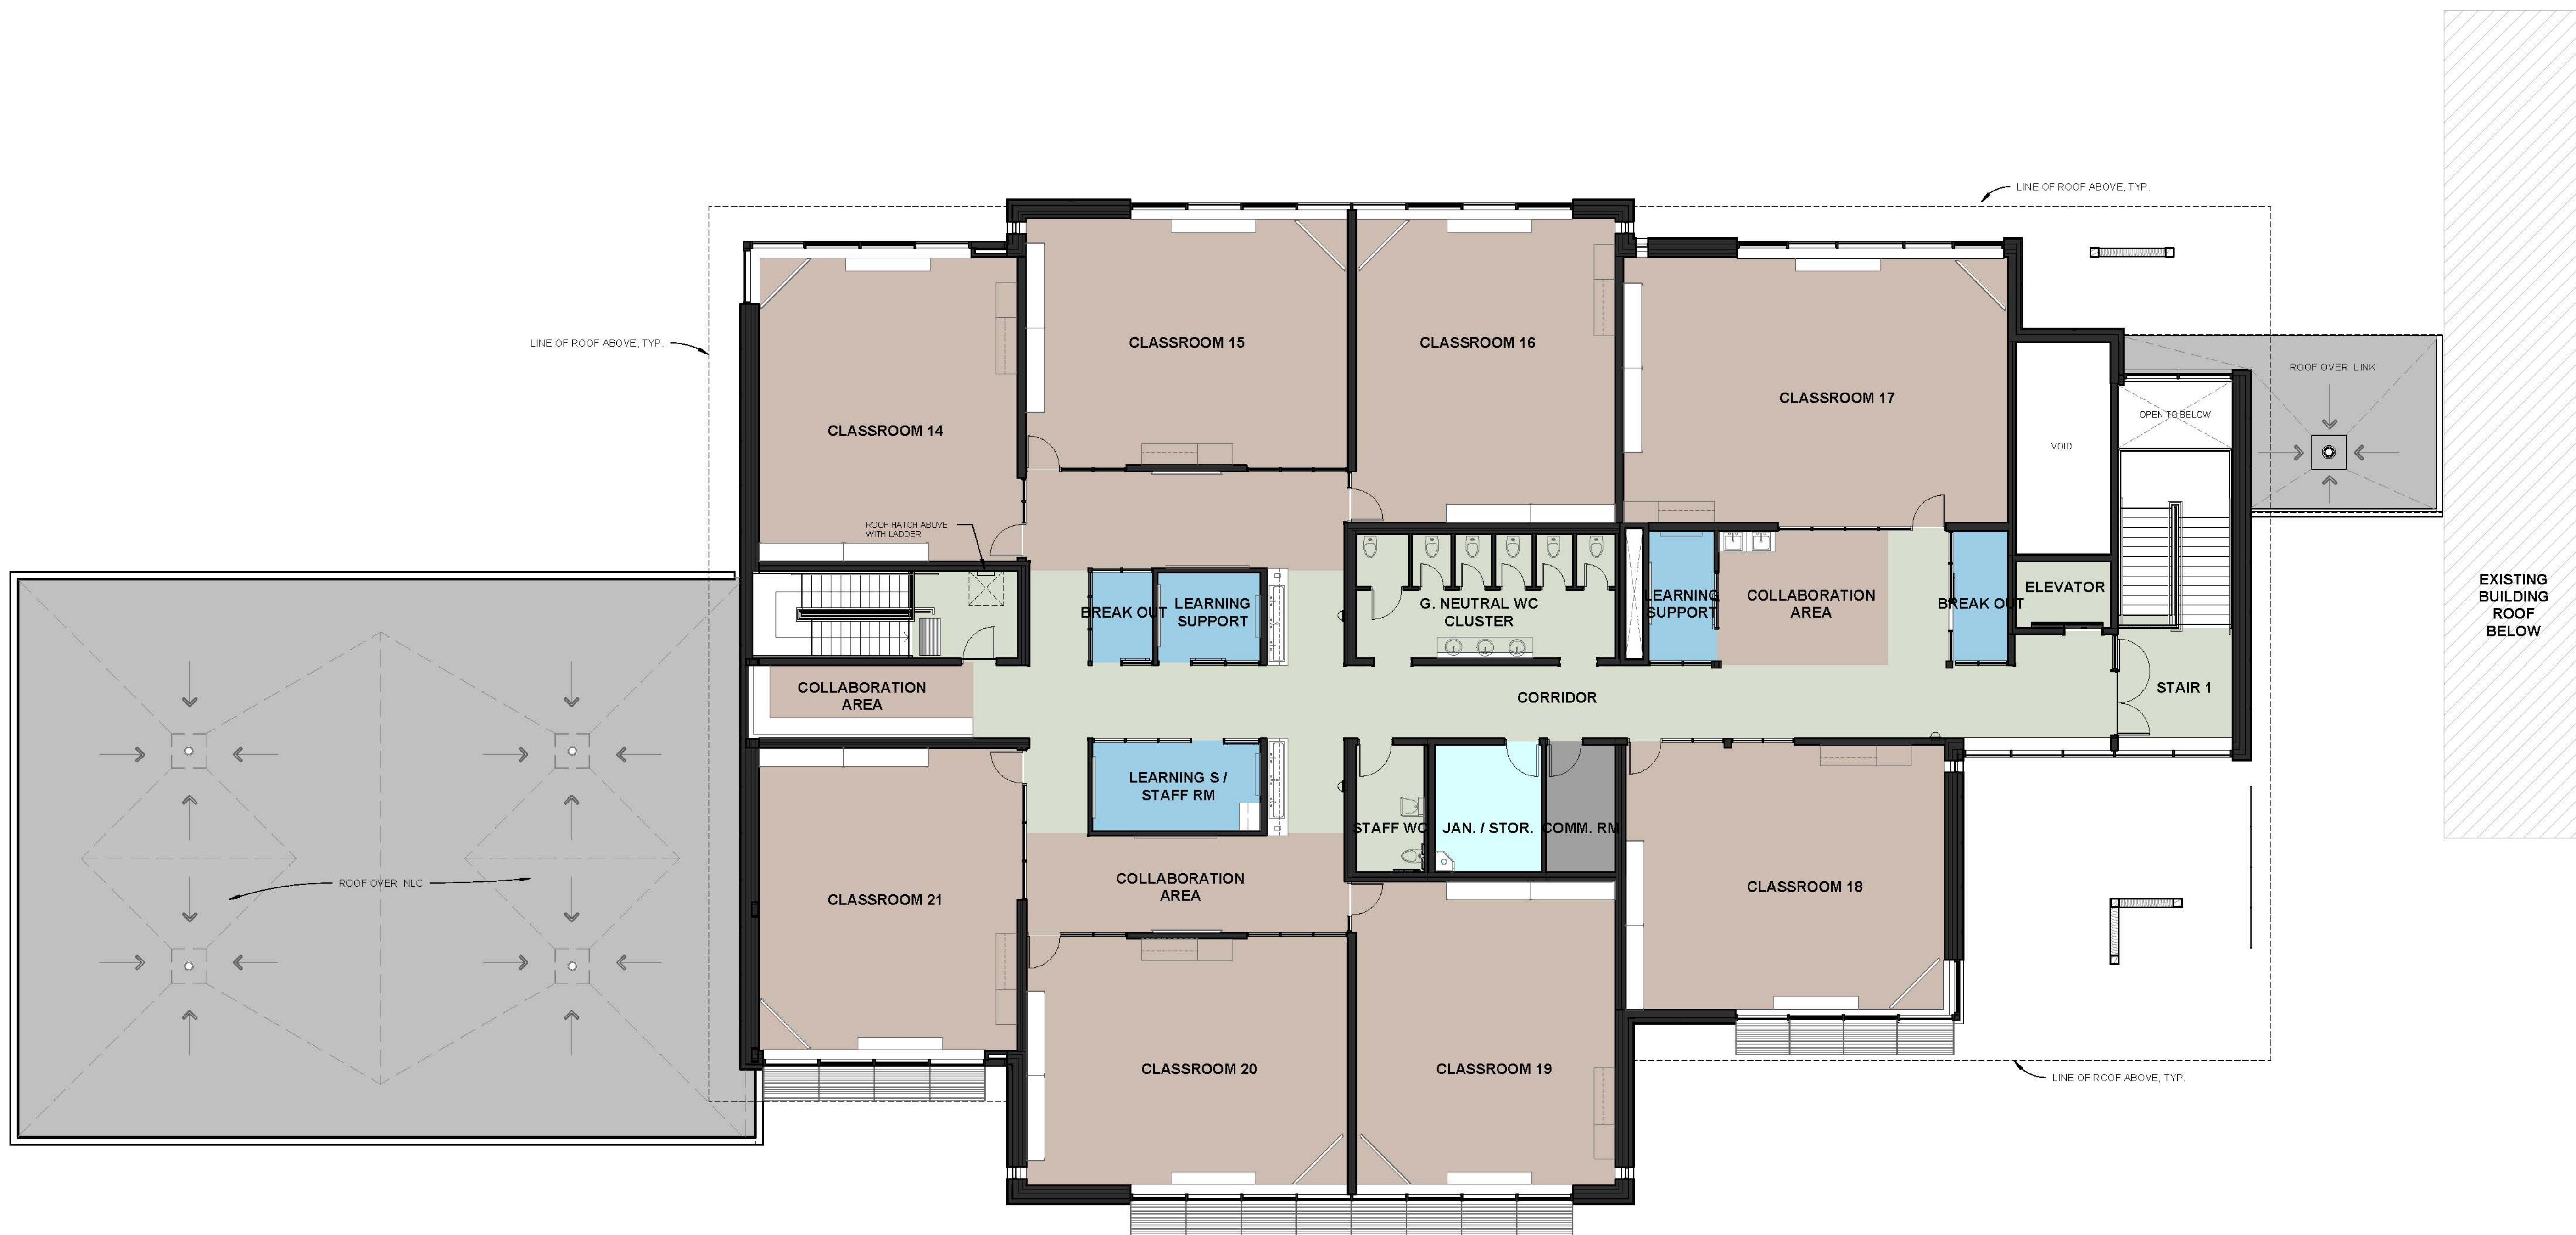 LINE OF ROOF ABOVE, TYP.
LINE OF ROOF ABOVE, TYP.
CLASSROOM 15
CLASSROOM 16
CLASSROOM 17
CLASSROOM 14
ROOF OVER LINK
OPEN TO BELOW
VOID
ROOF HATCH ABOVE
WITH LADDER
BREAK OUT
LEARNING
SUPPORT
G. NEUTRAL WC
CLUSTER
LEARNING
SUPPORT
COLLABORATION
AREA
BREAK OUT
ELEVATOR
EXISTING
BUILDING
ROOF
BELOW
COLLABORATION
AREA
CORRIDOR
STAIR 1
LEARNING S /
STAFF RM
STAFF WC
JAN. / STOR.
COMM. RM
ROOF OVER NLC
CLASSROOM 21
COLLABORATION
AREA
CLASSROOM 18
CLASSROOM 20
CLASSROOM 19
LINE OF ROOF ABOVE, TYP.